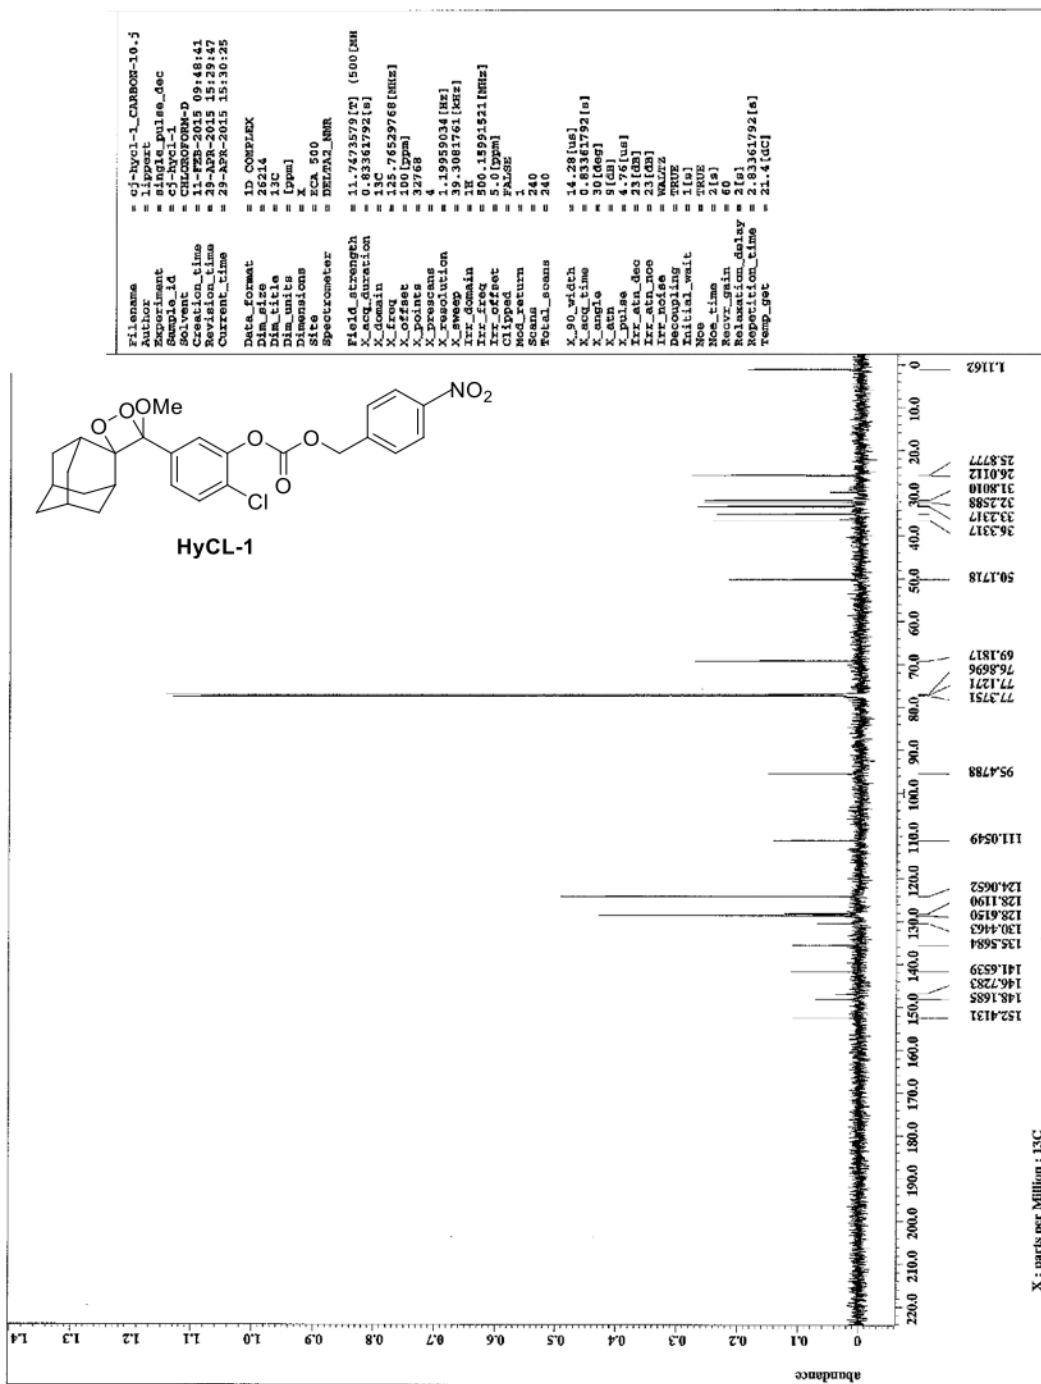 Filename = cj-hycl-1_CARBON-10.j
Author = lippert
Experiment = single_pulse_dec
Sample_id = cj-hycl-1
Solvent = CHLOROFORM-D
Creation_time = 11-FEB-2015 09:48:41
Revision_time = 29-APR-2015 15:29:47
Current_time = 29-APR-2015 15:30:25
Data_format = 1D COMPLEX
Dim_size = 26214
Dim_title = 13C
Dim_units = [ppm]
Dimensions = X
Site = ECA 500
Spectrometer = DELTA2_NMR
Field_strength = 11.7473579[T] (500[MH
X_acq_duration = 0.83361792[s]
X_domain = 13C
X_freq = 125.76529768[MHz]
X_offset = 100[ppm]
X_points = 32768
X_prescans = 4
X_resolution = 1.19959034[Hz]
X_sweep = 39.3081761[kHz]
Irr_domain = 1H
Irr_freq = 500.15991521[MHz]
Irr_offset = 5.0[ppm]
Clipped = FALSE
Mod_return = 1
Scans = 240
Total_scans = 240
X_90_width = 14.28[us]
X_acq_time = 0.83361792[s]
X_angle = 30[deg]
X_atn = 9[dB]
X_pulse = 4.76[us]
Irr_atn_dec = 23[dB]
Irr_atn_noe = 23[dB]
Irr_noise = WALTZ
Decoupling = TRUE
Initial_wait = 1[s]
Noe = TRUE
Noe_time = 2[s]
Recvr_gain = 60
Relaxation_delay = 2[s]
Repetition_time = 2.83361792[s]
Temp_get = 21.4[dC]
O O OMe
O O
O
Cl
NO2
HyCL-1
abundance
0 0.1 0.2 0.3 0.4 0.5 0.6 0.7 0.8 0.9 1.0 1.1 1.2 1.3 1.4
220.0 210.0 200.0 190.0 180.0 170.0 160.0 150.0 140.0 130.0 120.0 110.0 100.0 90.0 80.0 70.0 60.0 50.0 40.0 30.0 20.0 10.0 0
152.4131
148.1685
146.7283
141.6539
135.5684
130.4463
128.6150
128.1190
124.0652
111.0549
95.4788
77.3751
77.1271
76.8696
69.1817
50.1718
36.3317
33.2317
32.2588
31.8010
26.0112
25.8777
1.1162
X : parts per Million : 13C